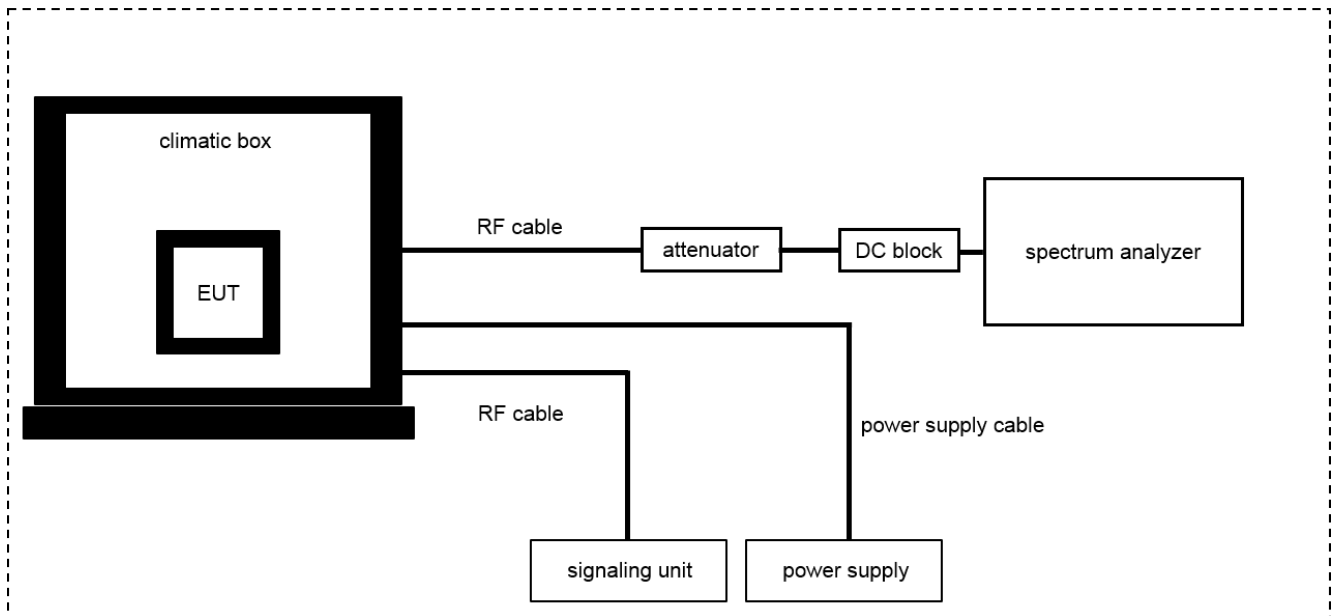 climatic box
RF cable
attenuator
DC block
spectrum analyzer
EUT
RF cable
power supply cable
signaling unit
power supply